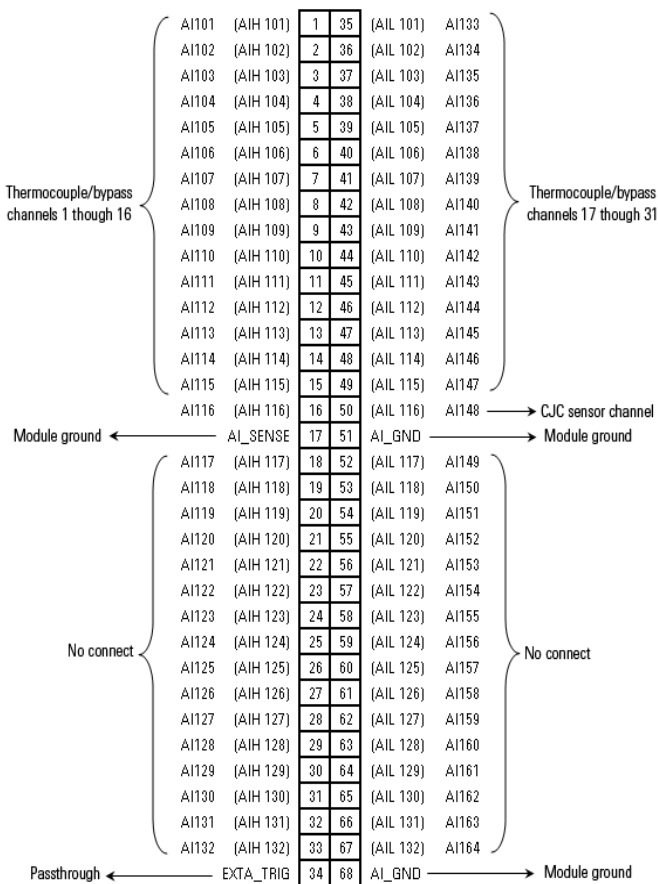 AI101 (AIH 101) 1 35 (AIL 101) AI133
AI102 (AIH 102) 2 36 (AIL 102) AI134
AI103 (AIH 103) 3 37 (AIL 103) AI135
AI104 (AIH 104) 4 38 (AIL 104) AI136
AI105 (AIH 105) 5 39 (AIL 105) AI137
AI106 (AIH 106) 6 40 (AIL 106) AI138
AI107 (AIH 107) 7 41 (AIL 107) AI139
Thermocouple/bypass
channels 1 though 16
AI108 (AIH 108) 8 42 (AIL 108) AI140
Thermocouple/bypass
channels 17 though 31
AI109 (AIH 109) 9 43 (AIL 109) AI141
AI110 (AIH 110) 10 44 (AIL 110) AI142
AI111 (AIH 111) 11 45 (AIL 111) AI143
AI112 (AIH 112) 12 46 (AIL 112) AI144
AI113 (AIH 113) 13 47 (AIL 113) AI145
AI114 (AIH 114) 14 48 (AIL 114) AI146
AI115 (AIH 115) 15 49 (AIL 115) AI147
AI116 (AIH 116) 16 50 (AIL 116) AI148 CJC sensor channel
Module ground AI_SENSE 17 51 AI_GND Module ground
AI117 (AIH 117) 18 52 (AIL 117) AI149
AI118 (AIH 118) 19 53 (AIL 118) AI150
AI119 (AIH 119) 20 54 (AIL 119) AI151
AI120 (AIH 120) 21 55 (AIL 120) AI152
AI121 (AIH 121) 22 56 (AIL 121) AI153
AI122 (AIH 122) 23 57 (AIL 122) AI154
AI123 (AIH 123) 24 58 (AIL 123) AI155
No connect AI124 (AIH 124) 25 59 (AIL 124) AI156 No connect
AI125 (AIH 125) 26 60 (AIL 125) AI157
AI126 (AIH 126) 27 61 (AIL 126) AI158
AI127 (AIH 127) 28 62 (AIL 127) AI159
AI128 (AIH 128) 29 63 (AIL 128) AI160
AI129 (AIH 129) 30 64 (AIL 129) AI161
AI130 (AIH 130) 31 65 (AIL 130) AI162
AI131 (AIH 131) 32 66 (AIL 131) AI163
AI132 (AIH 132) 33 67 (AIL 132) AI164
Passthrough EXTA_TRIG 34 68 AI_GND Module ground